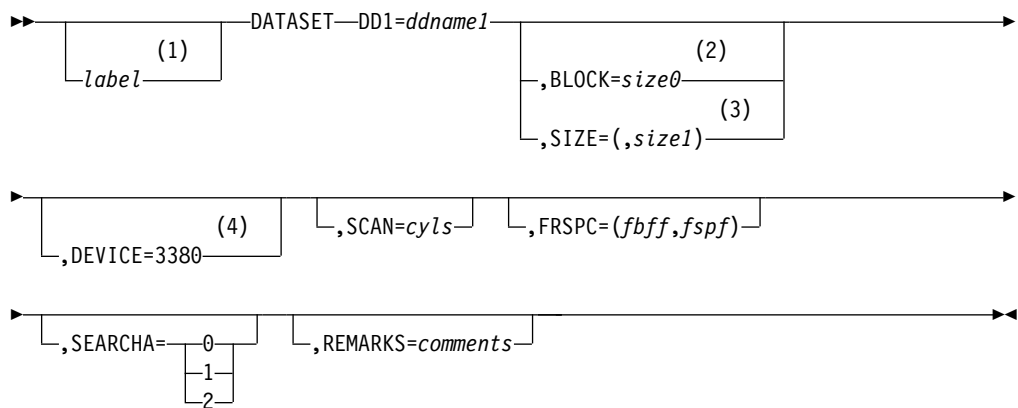 DATASET DD1=ddname1
(1) (2)
label ,BLOCK=size0
(3)
,SIZE=(,size1)
(4) ,SCAN=cyls ,FRSPC=(fbff,fspf)
,DEVICE=3380
,SEARCHA= 0 ,REMARKS=comments
1
2